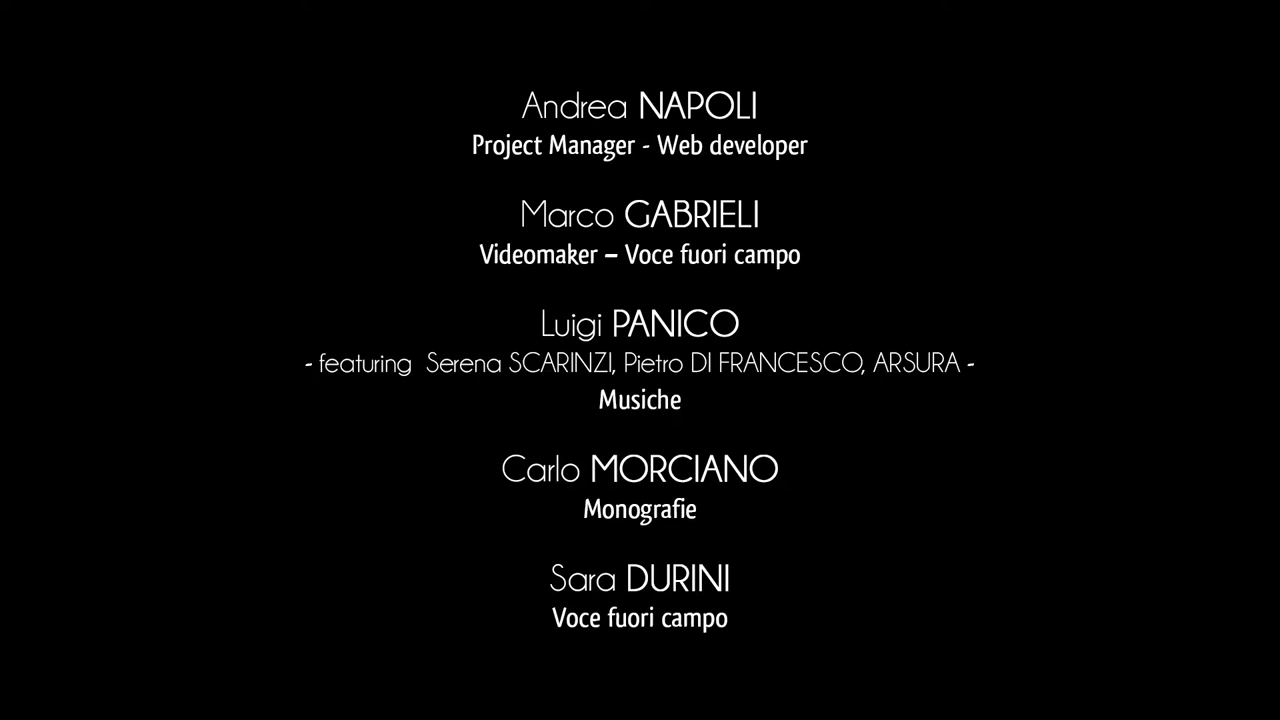 Andrea NAPOLI
Project Manager - Web developer
Marco GABRIELI
Videomaker – Voce fuori campo
Luigi PANICO
- featuring Serena SCARINZI, Pietro DI FRANCESCO, ARSURA -
Musiche
Carlo MORCIANO
Monografie
Sara DURINI
Voce fuori campo